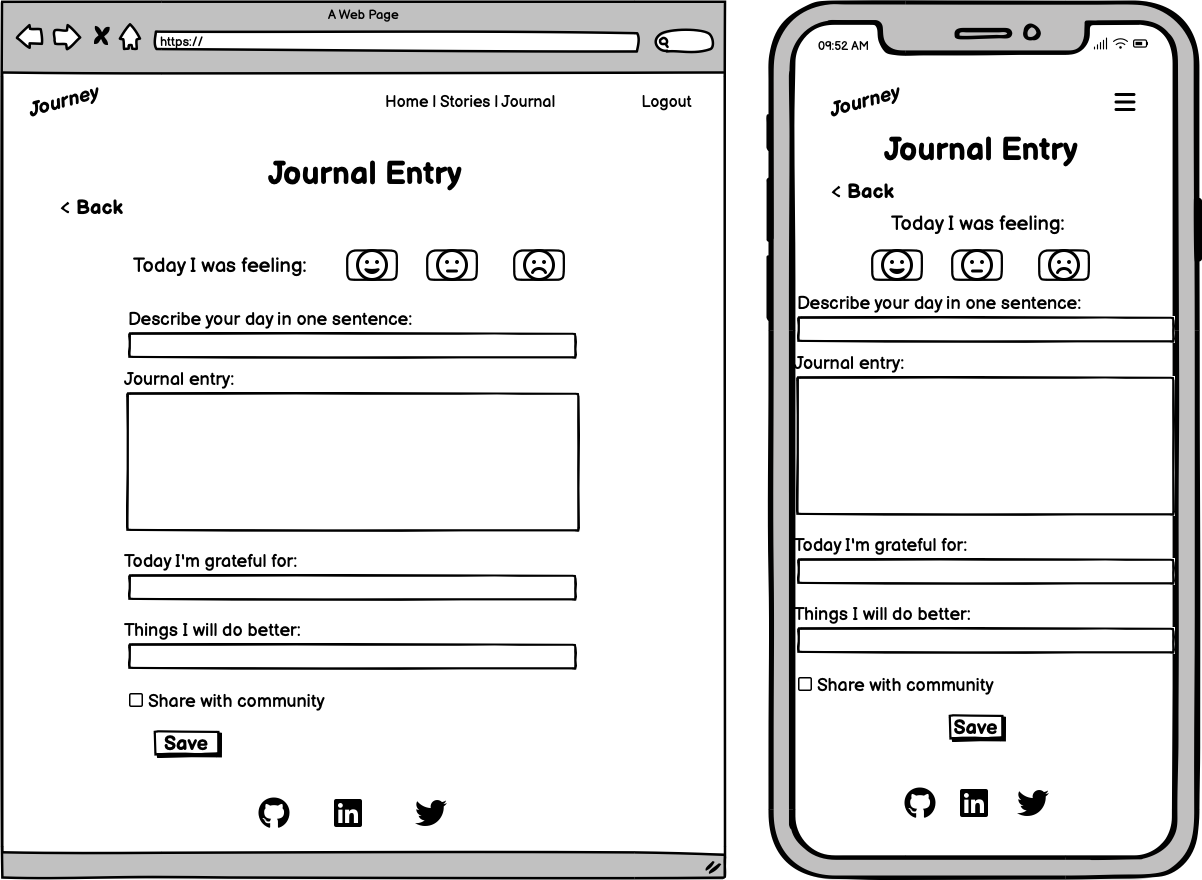 A Web Page
https://
Journey
Home | Stories | Journal
Logout
Journal Entry
< Back
Today I was feeling:
Describe your day in one sentence:
Journal entry:
Today I'm grateful for:
Things I will do better:
Share with community
Save
in
09:52 AM
Journey
Journal Entry
< Back
Today I was feeling:
Describe your day in one sentence:
Journal entry:
Today I'm grateful for:
Things I will do better:
Share with community
Save
in